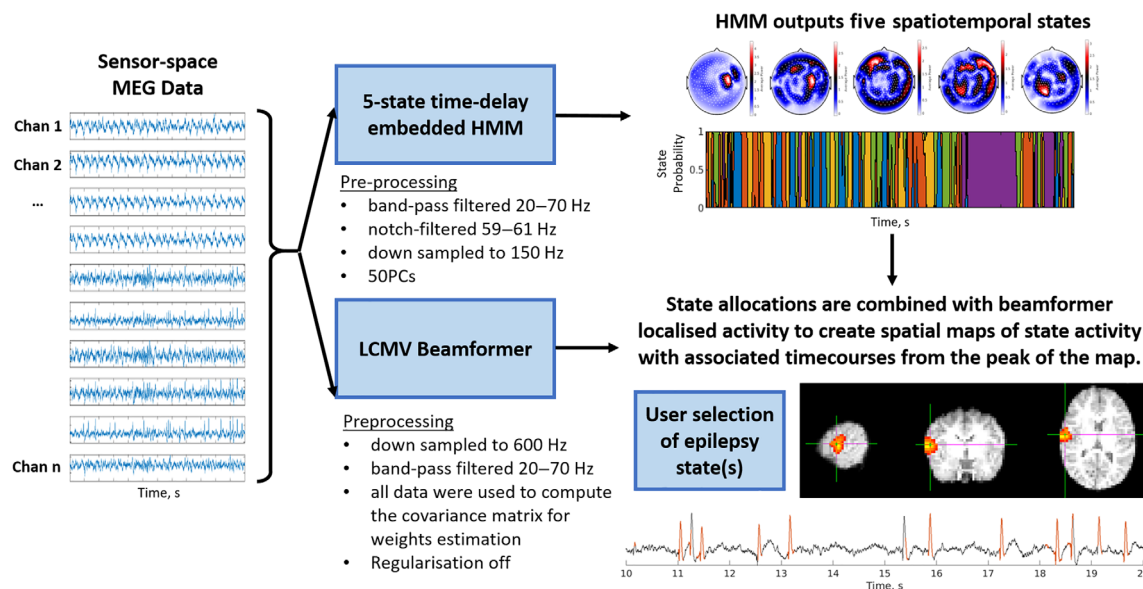 Sensor-space
MEG Data
Chan 1
Chan 2
...
Chan n
Time, s
5-state time-delay
embedded HMM
Pre-processing
• band-pass filtered 20–70 Hz
• notch-filtered 59–61 Hz
• down sampled to 150 Hz
• 50PCs
LCMV Beamformer
Preprocessing
• down sampled to 600 Hz
• band-pass filtered 20–70 Hz
• all data were used to compute
the covariance matrix for
weights estimation
• Regularisation off
HMM outputs five spatiotemporal states
State
Probability
1
0.5
0
Time, s
State allocations are combined with beamformer
localised activity to create spatial maps of state activity
with associated timecourses from the peak of the map.
User selection
of epilepsy
state(s)
10 11 12 13 14 15 16 17 18 19
Time, s